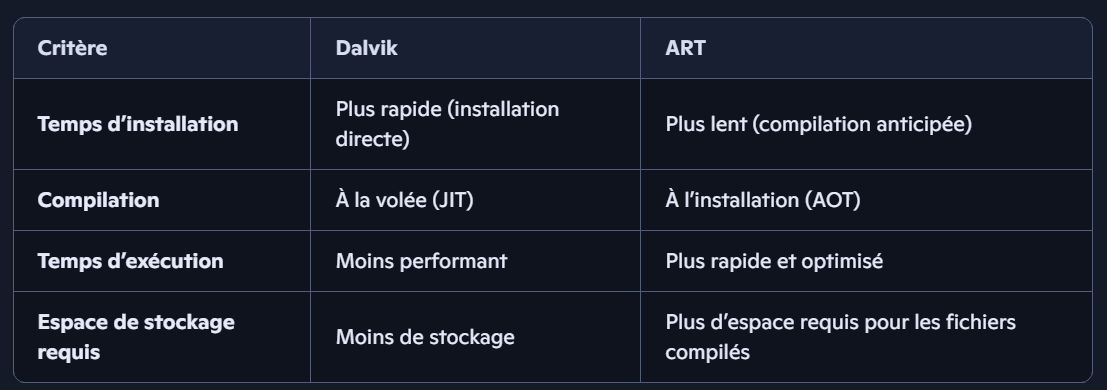 Critère
Dalvik
ART
Temps d’installation
Plus rapide (installation
directe)
Plus lent (compilation anticipée)
Compilation
À la volée (JIT)
À l’installation (AOT)
Temps d’exécution
Moins performant
Plus rapide et optimisé
Espace de stockage
requis
Moins de stockage
Plus d’espace requis pour les fichiers
compilés